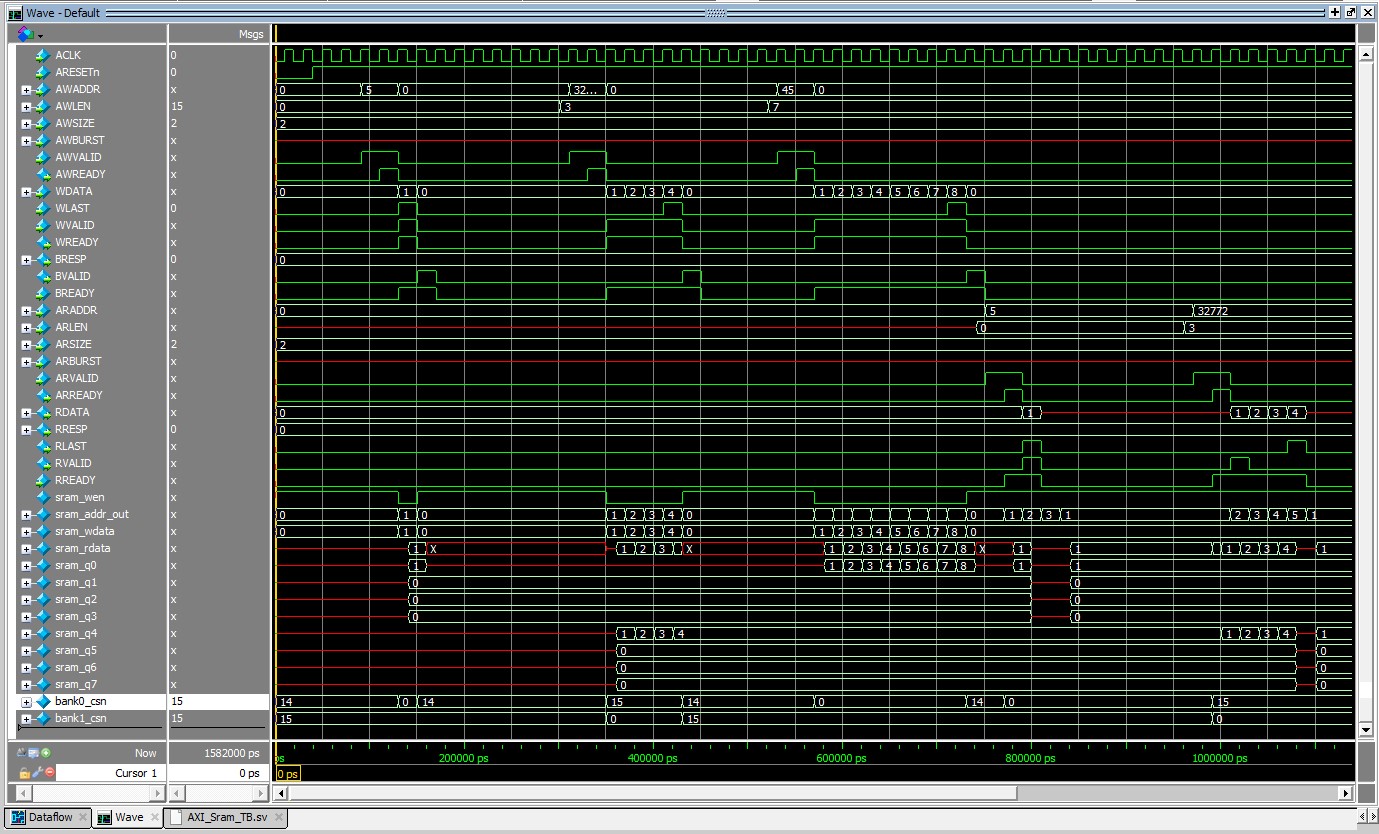 Wave - Default
Msgs
ACLK 0
ARESETn 0
AWADDR x 0 5 0 32... 0 45 0
AWLEN 15 0 3 7
AWSIZE 2 2
AWBURST x
AWVALID x
AWREADY x
WDATA x 0 1 0 1 2 3 4 0 1 2 3 4 5 6 7 8 0
WLAST 0
WVALID x
WREADY x
BRESP 0 0
BVALID x
BREADY x
ARADDR x 0 5 32772
ARLEN x 0 3
ARSIZE 2 2
ARBURST x
ARVALID x
ARREADY x
RDATA x 0 1 1 2 3 4
RRESP 0 0
RLAST x
RVALID x
RREADY x
sram_wen x
sram_addr_out x 0 1 0 1 2 3 4 0 0 1 2 3 1 2 3 4 5 1
sram_wdata x 0 1 0 1 2 3 4 0 1 2 3 4 5 6 7 8 0
sram_rdata x 1 X 1 2 3 X 1 2 3 4 5 6 7 8 X 1 1 1 2 3 4 1
sram_q0 x 1 1 2 3 4 5 6 7 8 1 1
sram_q1 x 0 0
sram_q2 x 0 0
sram_q3 x 0 0
sram_q4 x 1 2 3 4 1 2 3 4 1
sram_q5 x 0 0
sram_q6 x 0 0
sram_q7 x 0 0
bank0_csn 15 14 0 14 15 14 0 14 0 15
bank1_csn 15 15 0 15 0
Now 1582000 ps ps 200000 ps 400000 ps 600000 ps 800000 ps 1000000 ps
Cursor 1 0 ps 0 ps
Dataflow Wave AXI_Sram_TB.sv